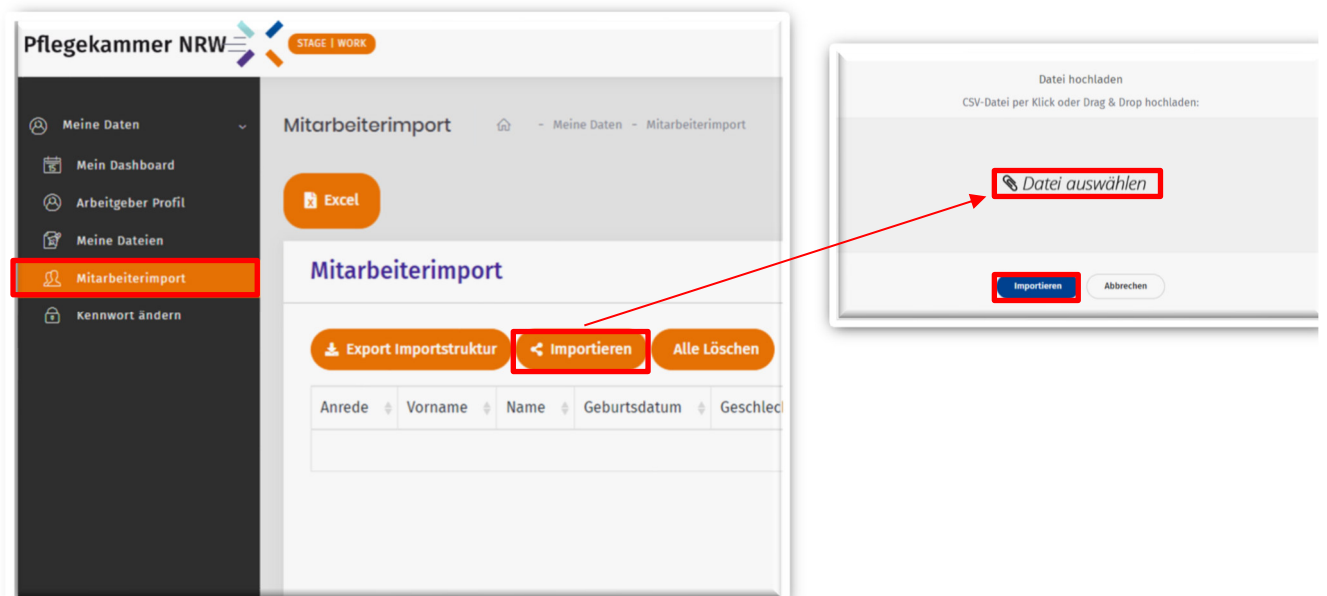 Pflegekammer NRW
STAGE | WORK
Meine Daten
Mein Dashboard
Arbeitgeber Profil
Meine Dateien
Mitarbeiterimport
Kennwort ändern
Mitarbeiterimport - Meine Daten - Mitarbeiterimport
Excel
Mitarbeiterimport
Export Importstruktur Importieren Alle Löschen
Anrede Vorname Name Geburtsdatum Geschlecl
Datei hochladen
CSV-Datei per Klick oder Drag & Drop hochladen:
Datei auswählen
Importieren Abbrechen